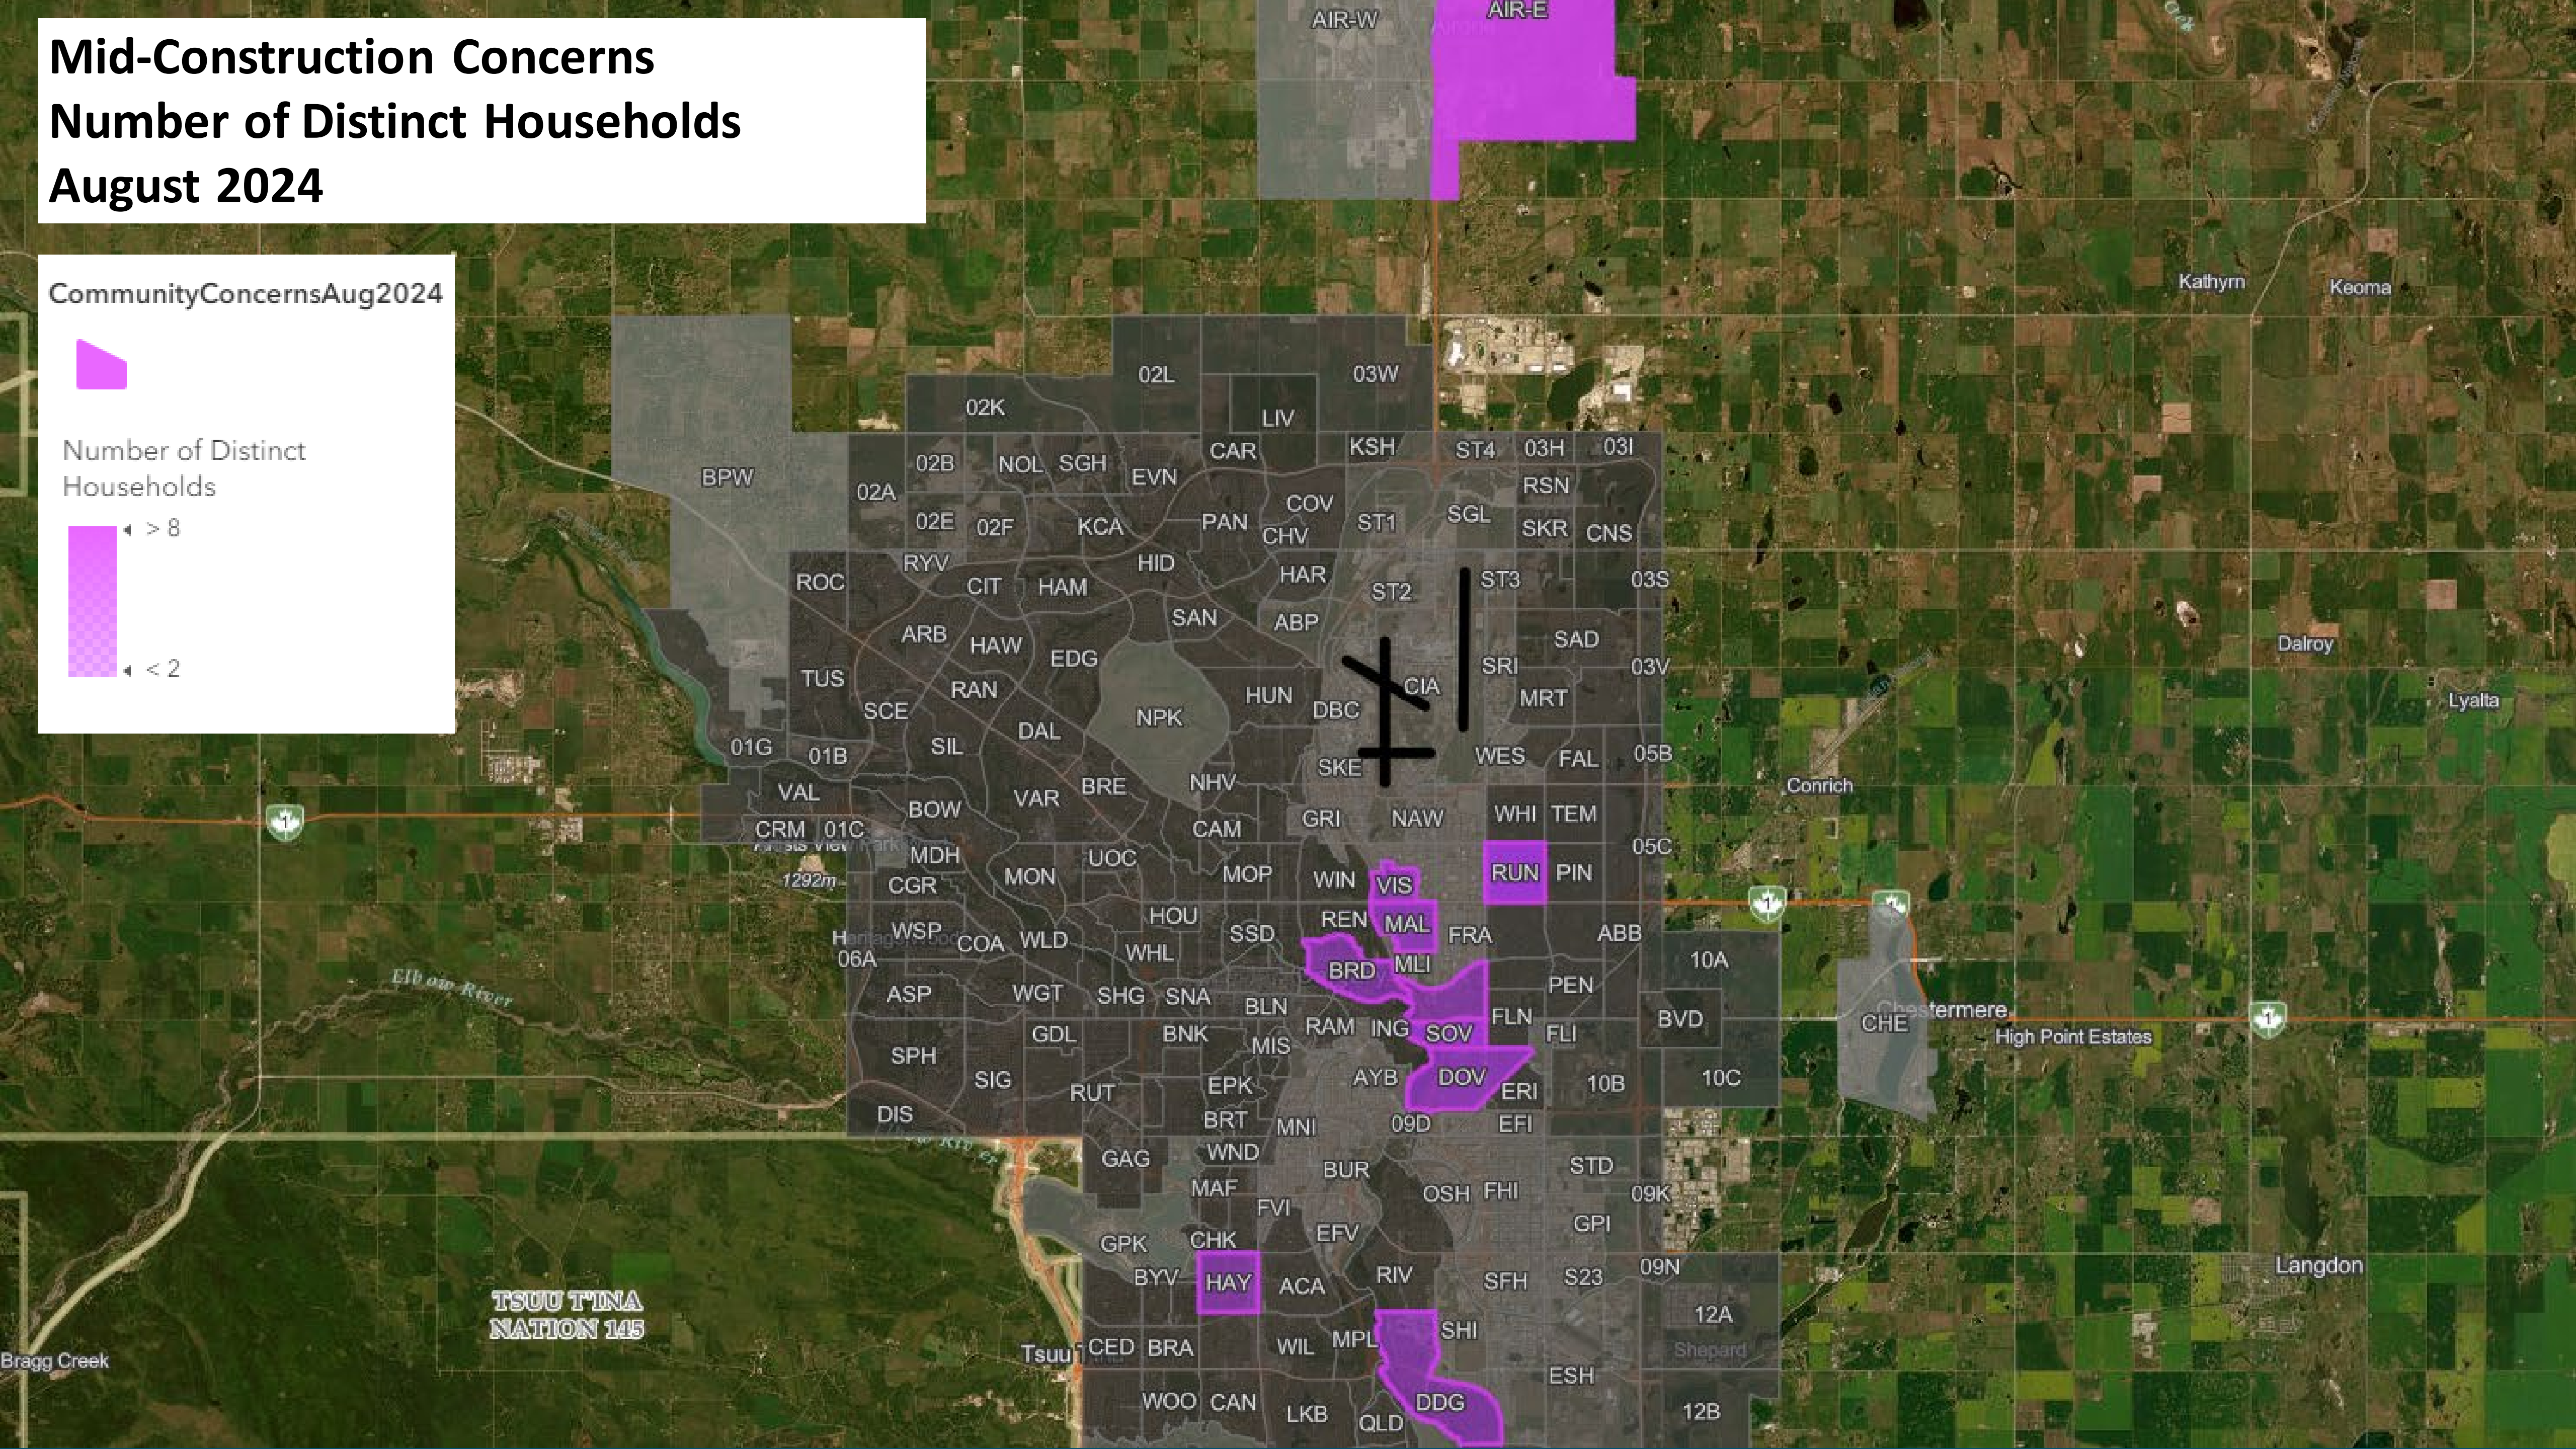 Mid-Construction Concerns
Number of Distinct Households
August 2024
CommunityConcernsAug2024
Number of Distinct
Households
> 8
< 2
AIR-W
AIR-E
Airdrie
Kathyrn
Keoma
02L
03W
02K
LIV
BPW
02A
02B
NOL
SGH
EVN
CAR
KSH
ST4
03H
03I
RSN
02E
02F
KCA
PAN
COV
CHV
ST1
SGL
SKR
CNS
ROC
RYV
CIT
HAM
HID
HAR
ST2
ST3
03S
ARB
HAW
EDG
SAN
ABP
SAD
Dalroy
TUS
RAN
SCE
NPK
HUN
DBC
CIA
SRI
MRT
03V
Lyalta
01G
01B
SIL
DAL
SKE
WES
FAL
05B
VAL
BOW
VAR
BRE
NHV
Conrich
1
CRM
01C
CAM
GRI
NAW
WHI
TEM
05C
Artists View Park
1292m
MDH
CGR
MON
UOC
MOP
WIN
VIS
RUN
PIN
1
1
WSP
COA
WLD
HOU
WHL
SSD
REN
MAL
FRA
ABB
06A
BRD
MLI
10A
Elbow River
ASP
WGT
SHG
SNA
BLN
PEN
RAM
ING
SOV
FLN
FLI
BVD
CHE
Chestermere
High Point Estates
1
SPH
GDL
BNK
MIS
SIG
RUT
EPK
AYB
DOV
ERI
10B
10C
DIS
BRT
MNI
09D
EFI
GAG
WND
BUR
STD
MAF
FVI
OSH
FHI
09K
GPK
CHK
EFV
GPI
BYV
HAY
ACA
RIV
SFH
S23
09N
Langdon
TSUU T'INA
NATION 145
12A
Bragg Creek
Tsuu T'ina
CED
BRA
WIL
MPL
SHI
Shepard
WOO
CAN
LKB
QLD
DDG
ESH
12B